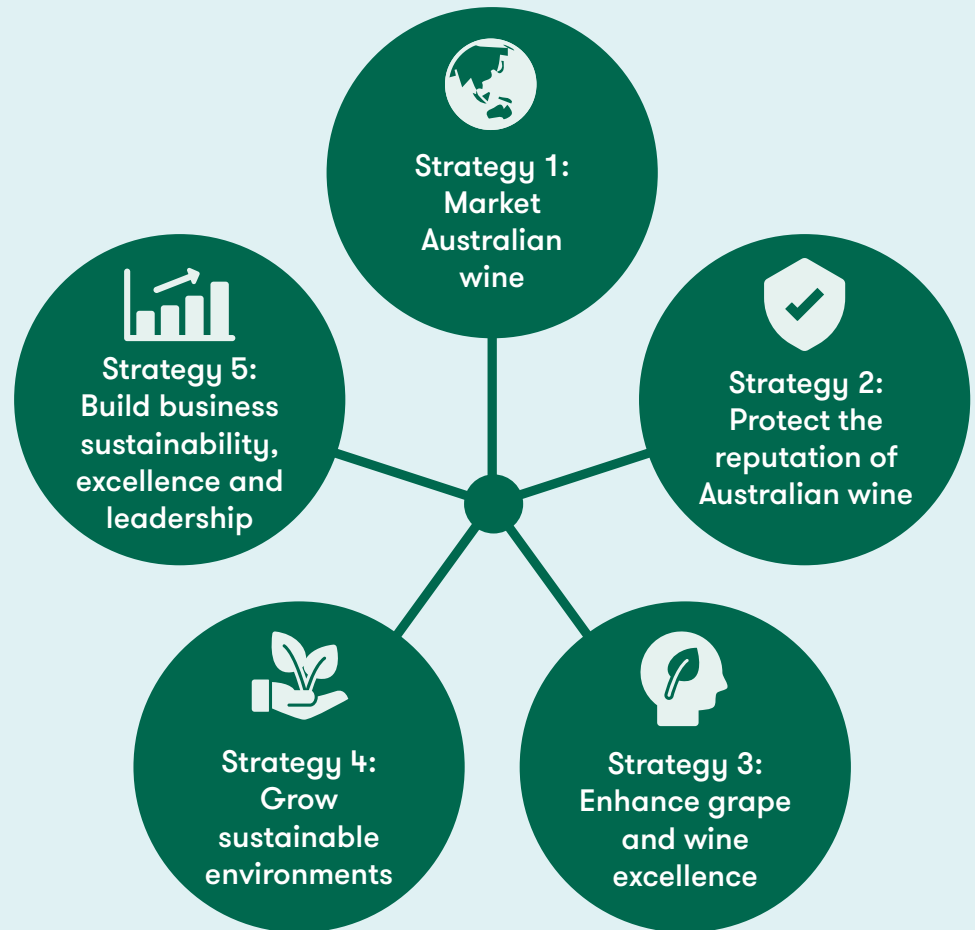 Strategy 1:
Market
Australian
wine
Strategy 2:
Protect the
reputation of
Australian wine
Strategy 3:
Enhance grape
and wine
excellence
Strategy 4:
Grow
sustainable
environments
Strategy 5:
Build business
sustainability,
excellence and
leadership